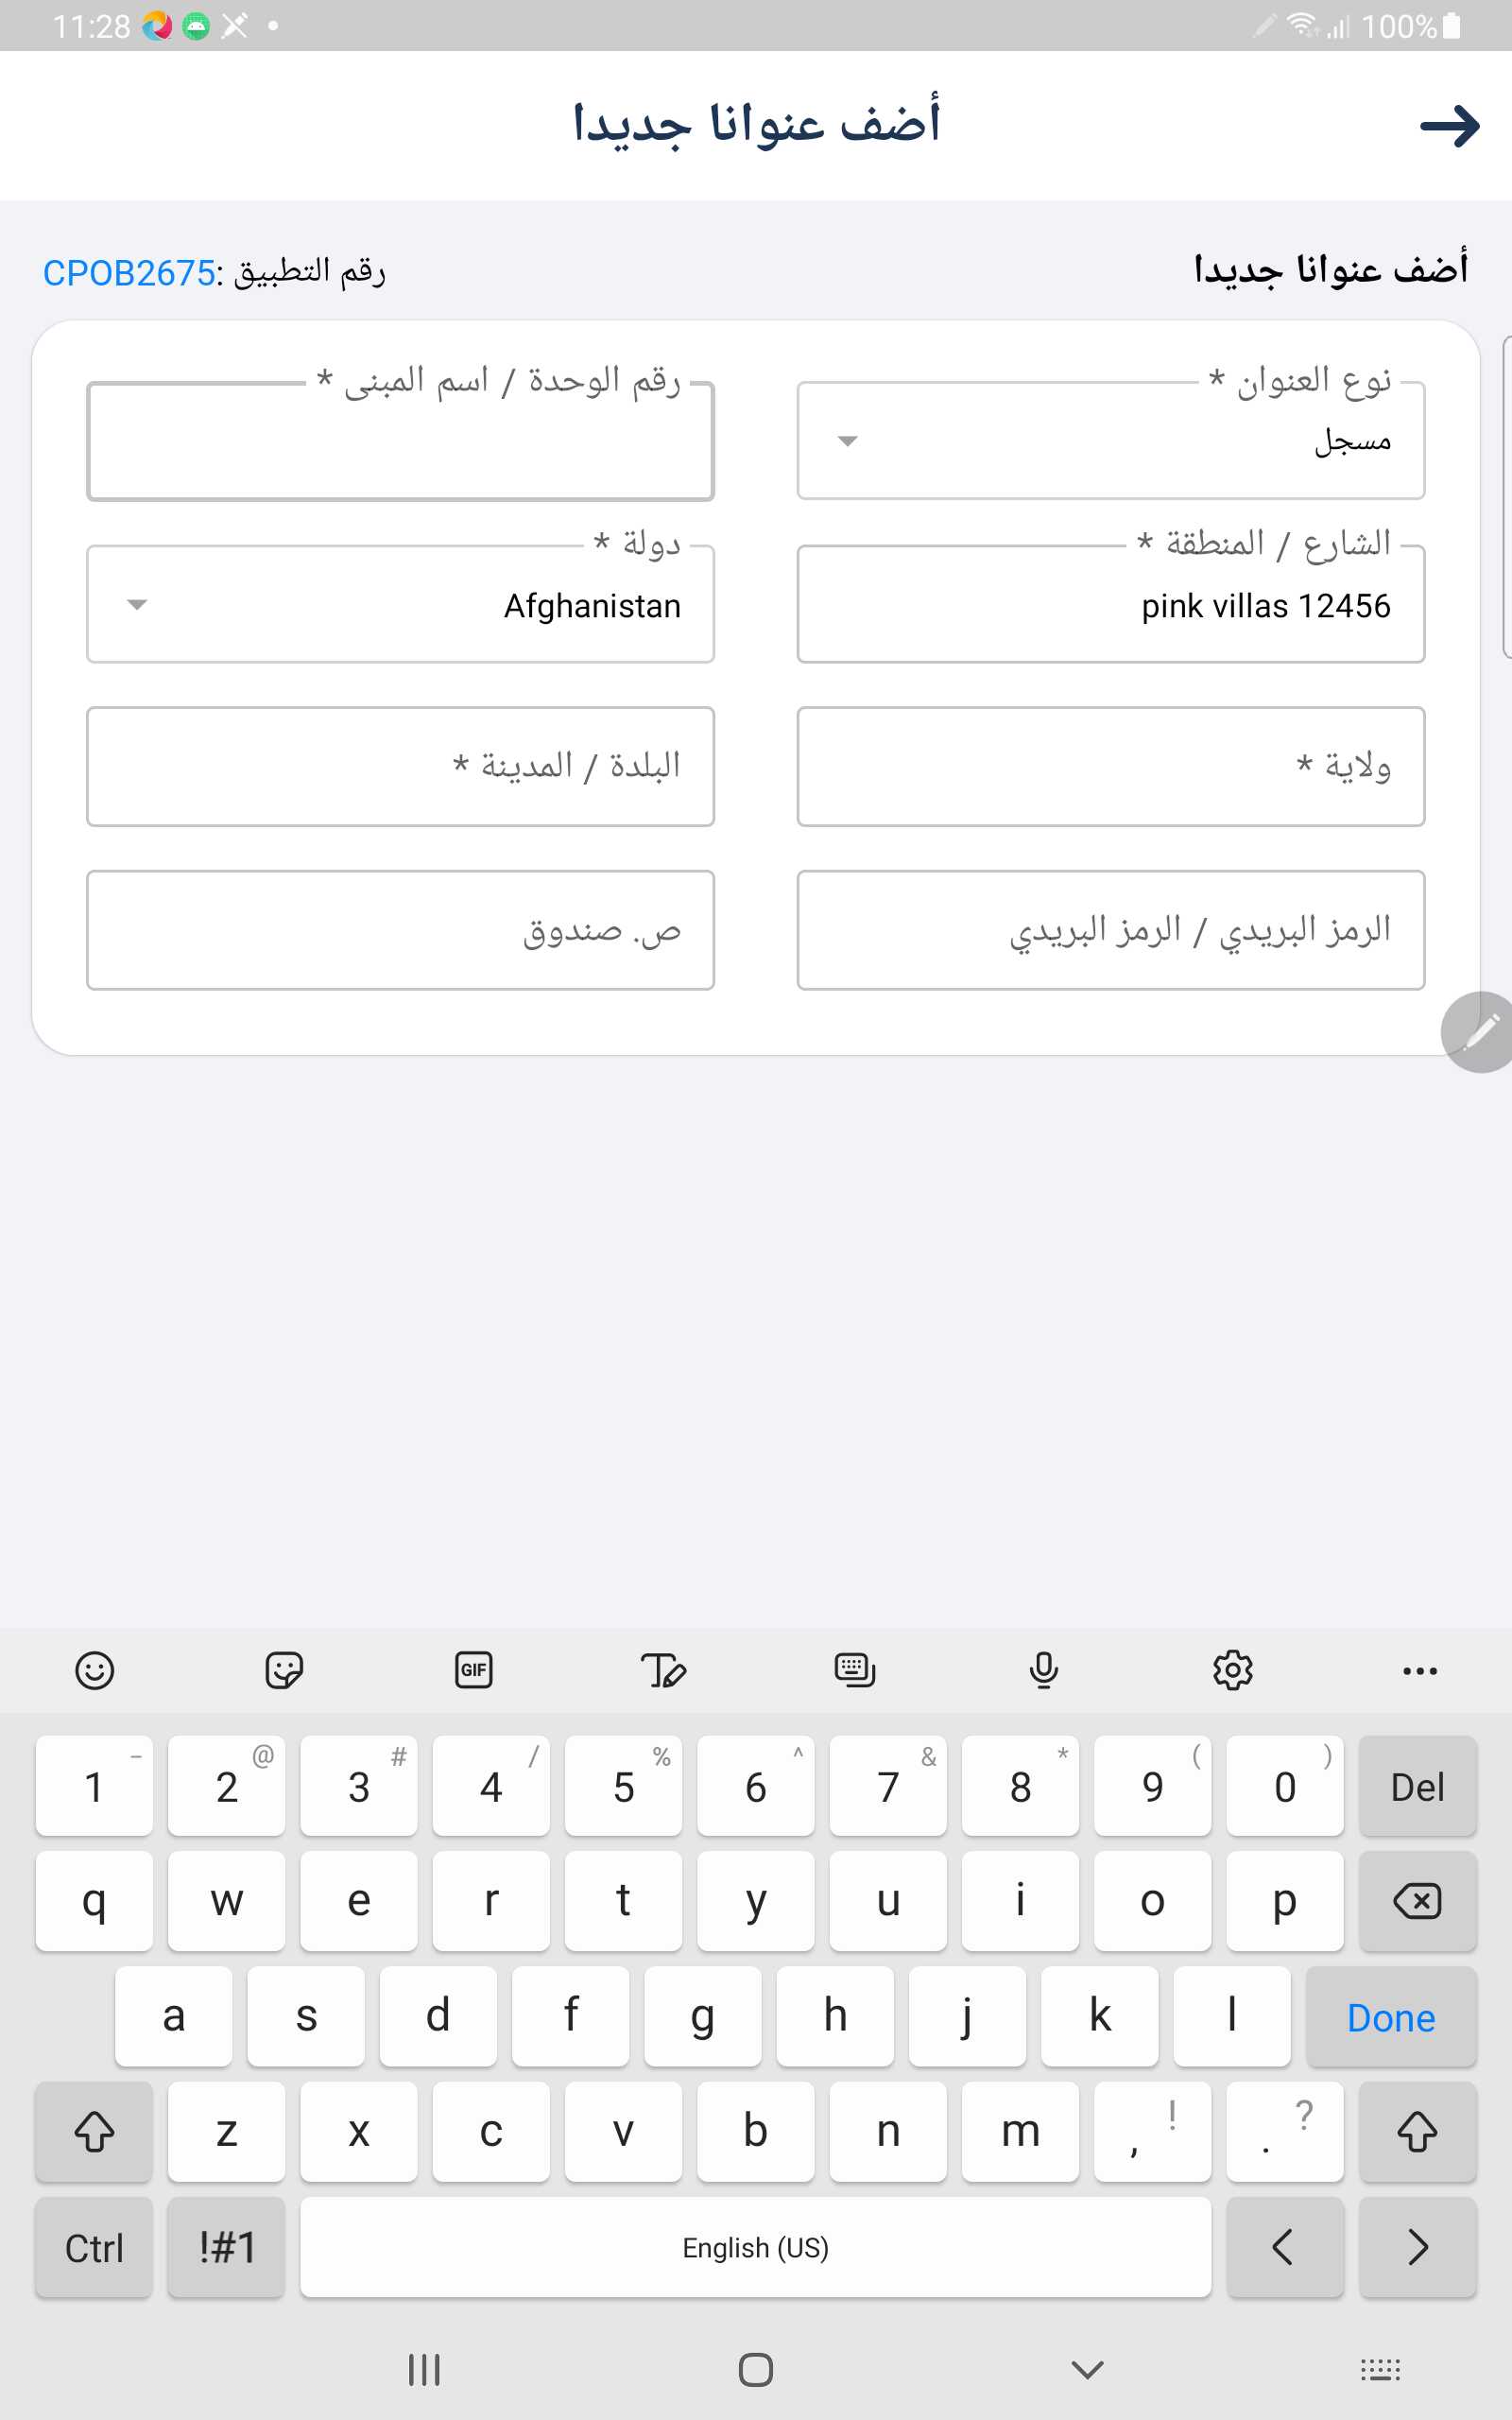 11:28
100%
أضف عنوانا جديدا
أضف عنوانا جديدا
رقم التطبيق :CPOB2675
نوع العنوان *
مسجل
رقم الوحدة / اسم المبنى *
الشارع / المنطقة *
pink villas 12456
دولة *
Afghanistan
ولاية *
البلدة / المدينة *
الرمز البريدي / الرمز البريدي
ص. صندوق
GIF
1 – 2 @ 3 # 4 / 5 % 6 ^ 7 & 8 * 9 ( 0 ) Del
q w e r t y u i o p
a s d f g h j k l Done
z x c v b n m , ! . ?
Ctrl !#1 English (US) < >